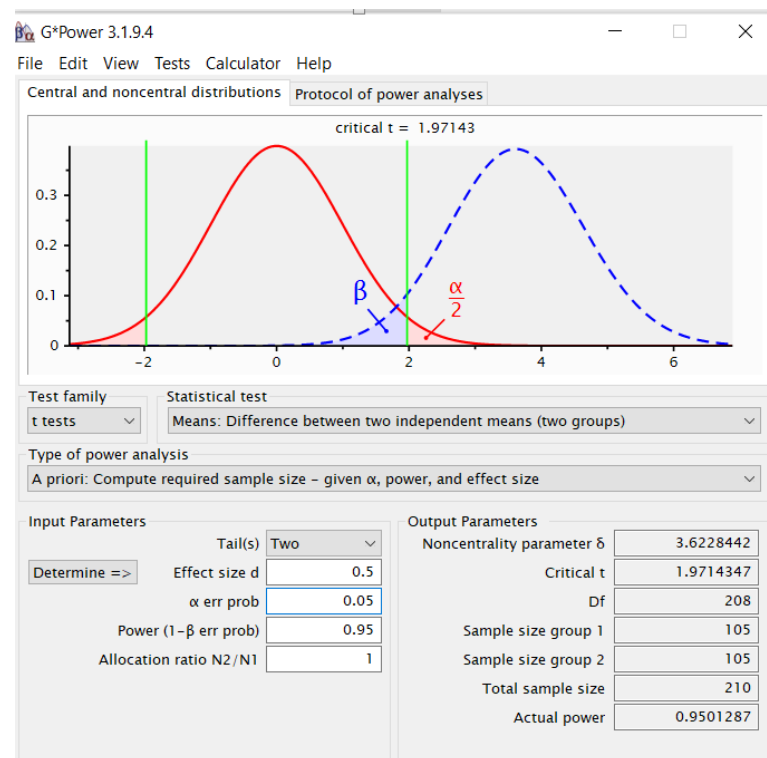 G*Power 3.1.9.4
File Edit View Tests Calculator Help
Central and noncentral distributions Protocol of power analyses
critical t = 1.97143
0.3
0.2
0.1
0
β
α
2
-2 0 2 4 6
Test family Statistical test
t tests Means: Difference between two independent means (two groups)
Type of power analysis
A priori: Compute required sample size - given α, power, and effect size
Input Parameters Output Parameters
Tail(s) Two Noncentrality parameter δ 3.6228442
Determine => Effect size d 0.5 Critical t 1.9714347
α err prob 0.05 Df 208
Power (1-β err prob) 0.95 Sample size group 1 105
Allocation ratio N2/N1 1 Sample size group 2 105
Total sample size 210
Actual power 0.9501287